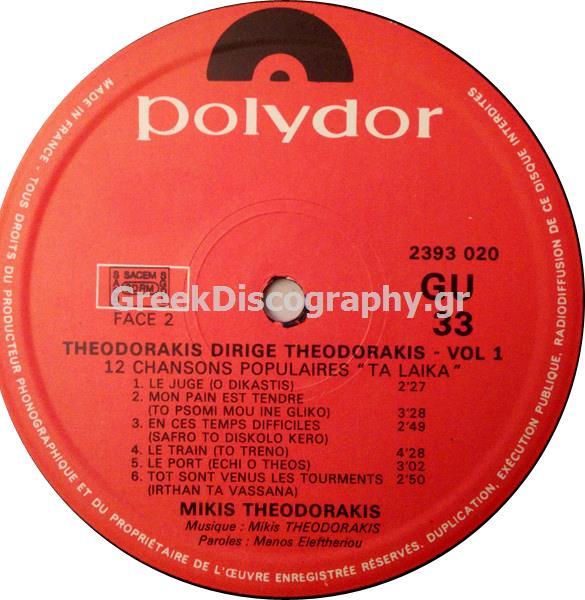 polydor
MADE IN FRANCE - TOUS DROITS DU PRODUCTEUR PHONOGRAPHIQUE ET DU PROPRIÉTAIRE DE L'ŒUVRE ENREGISTRÉE RÉSERVÉS. DUPLICATION, EXÉCUTION PUBLIQUE, RADIODIFFUSION DE CE DISQUE INTERDITES
2393 020
SACEM
GU
GreekDiscography.gr
FACE 2
33
THEODORAKIS DIRIGE THEODORAKIS - VOL 1
12 CHANSONS POPULAIRES "TA LAIKA"
1. LE JUGE (O DIKASTIS) 2'27
2. MON PAIN EST TENDRE
(TO PSOMI MOU INE GLIKO) 3'28
3. EN CES TEMPS DIFFICILES 2'49
(SAFRO TO DISKOLO KERO)
4. LE TRAIN (TO TRENO) 4'28
5. LE PORT (ECHI O THEOS) 3'02
6. TOT SONT VENUS LES TOURMENTS 2'50
(IRTHAN TA VASSANA)
MIKIS THEODORAKIS
Musique : Mikis THEODORAKIS
Paroles : Manos Eleftheriou